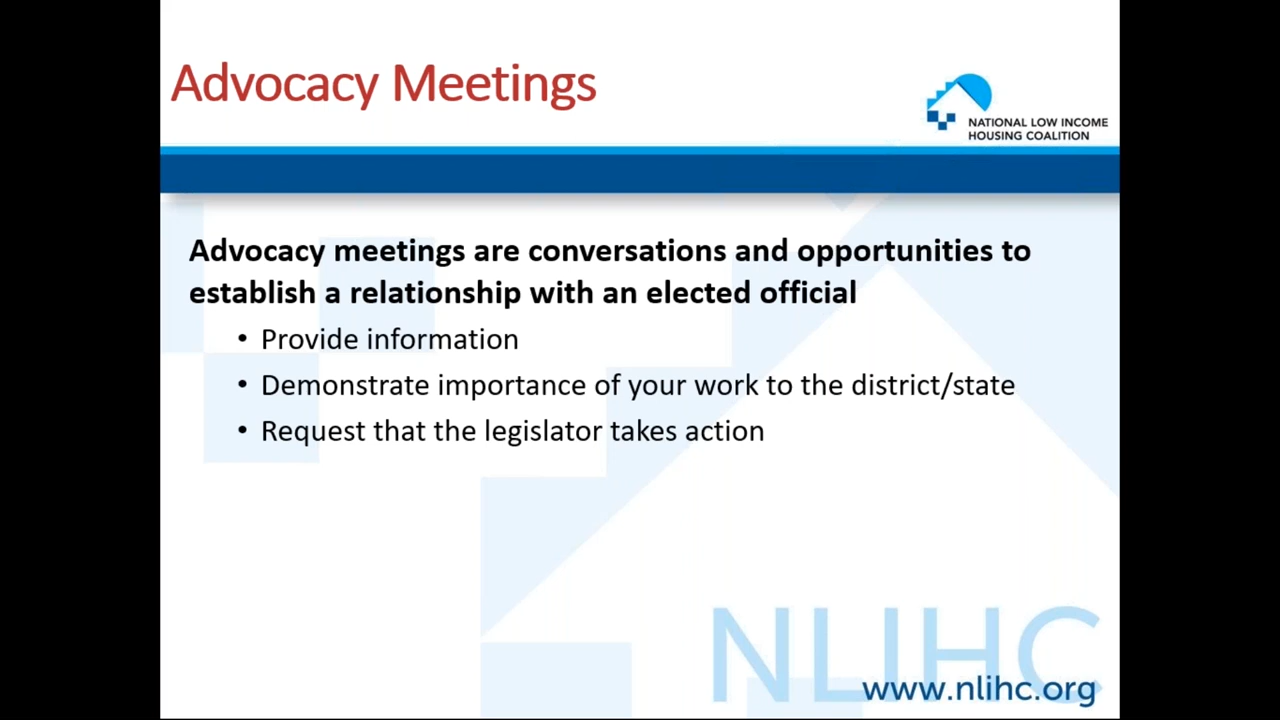 Advocacy Meetings
NATIONAL LOW INCOME
HOUSING COALITION
Advocacy meetings are conversations and opportunities to
establish a relationship with an elected official
• Provide information
• Demonstrate importance of your work to the district/state
• Request that the legislator takes action
NLIHC
www.nlihc.org